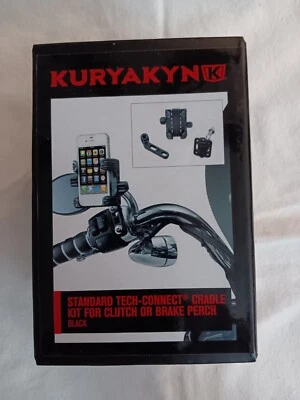 KURYAKYN K
STANDARD TECH-CONNECT® CRADLE
KIT FOR CLUTCH OR BRAKE PERCH
BLACK